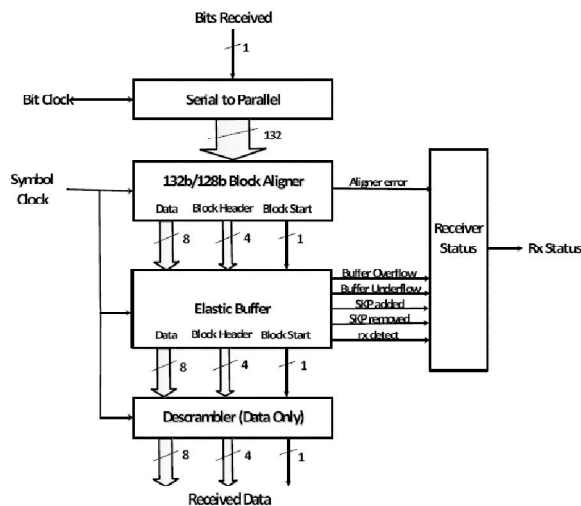 Bits Received
1
Bit Clock
Serial to Parallel
132
Symbol
Clock
132b/128b Block Aligner
Aligner error
Data Block Header Block Start
8 4 1
Receiver
Status
Rx Status
Elastic Buffer
Buffer Overflow
Buffer Underflow
SKP added
SKP removed
rx detect
Data Block Header Block Start
8 4 1
Descrambler (Data Only)
8 4 1
Received Data